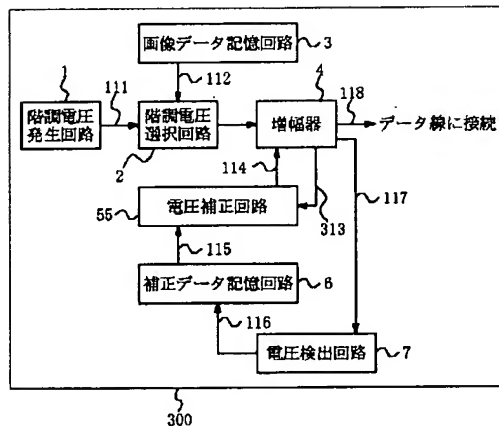 画像データ記憶回路
3
1
111
112
4
118
階調電圧
発生回路
階調電圧
選択回路
増幅器
データ線に接続
2
114
117
55
電圧補正回路
313
115
補正データ記憶回路
6
116
電圧検出回路
7
300